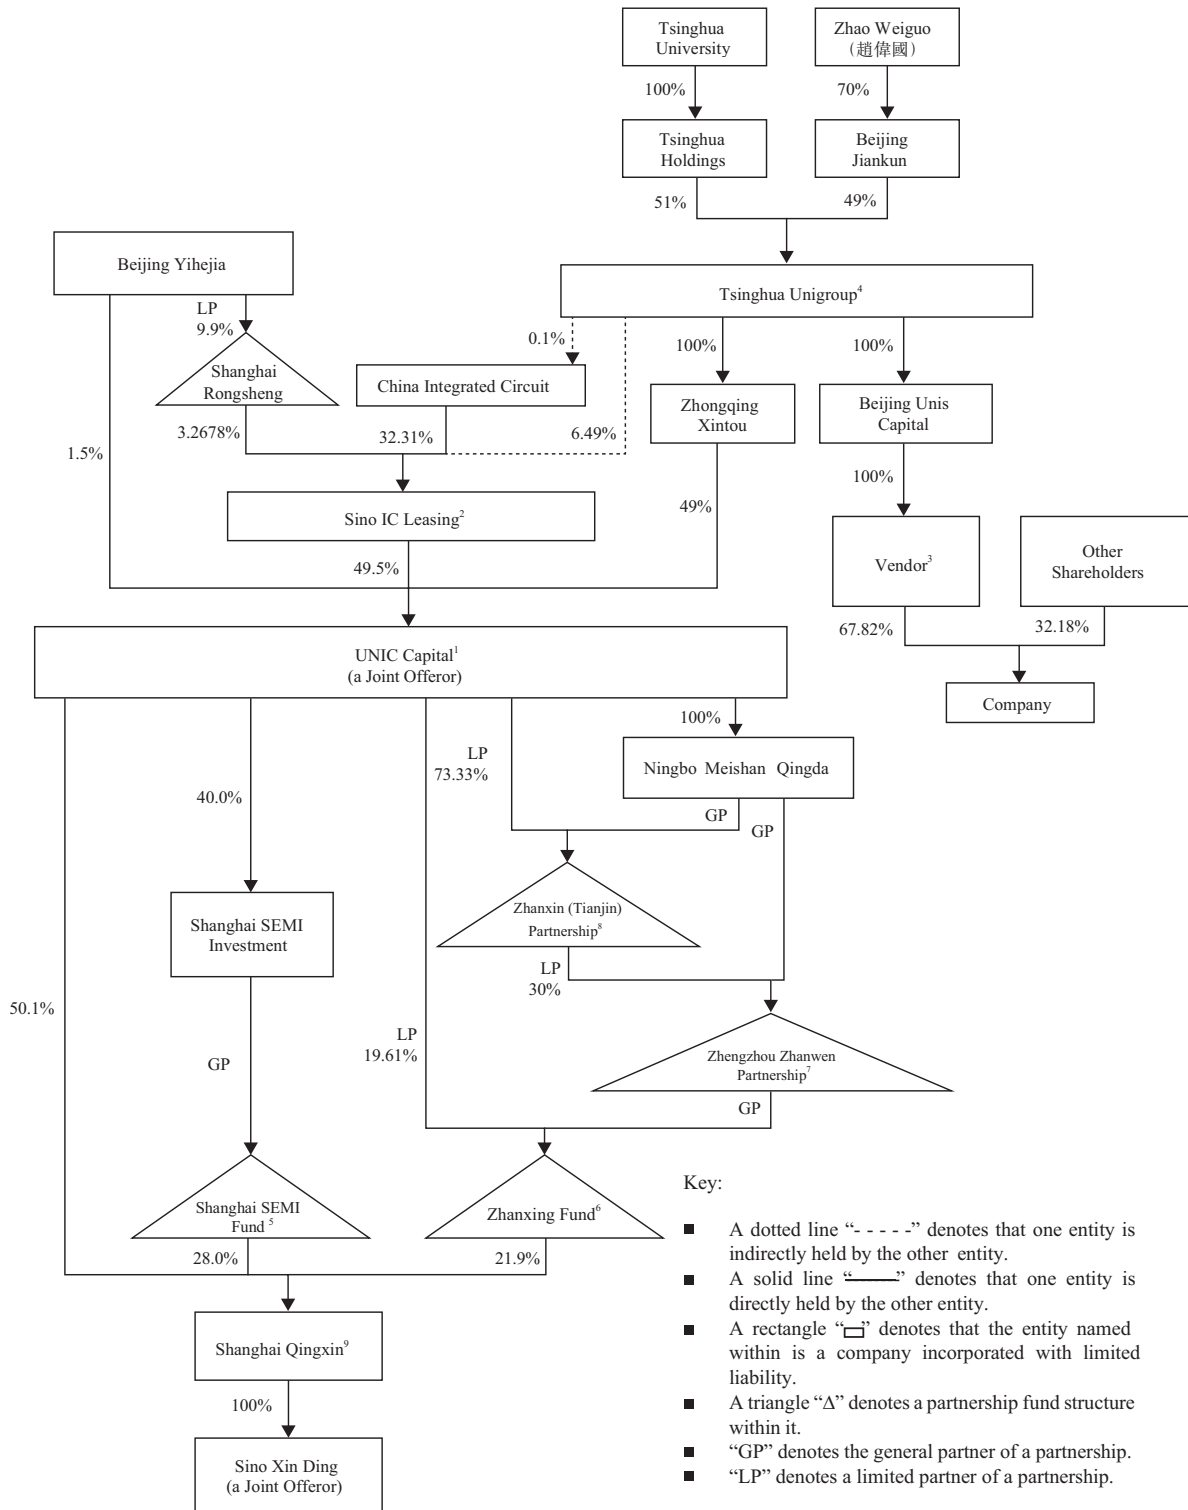 Tsinghua
University
Zhao Weiguo
(趙偉國)
100%
70%
Tsinghua
Holdings
Beijing
Jiankun
51%
49%
Beijing Yihejia
Tsinghua Unigroup4
LP
9.9%
0.1%
100%
100%
Shanghai
Rongsheng
China Integrated Circuit
Zhongqing
Xintou
Beijing Unis
Capital
3.2678%
32.31%
6.49%
1.5%
100%
Sino IC Leasing2
49%
Vendor3
Other
Shareholders
49.5%
67.82%
32.18%
UNIC Capital1
(a Joint Offeror)
Company
100%
LP
73.33%
Ningbo Meishan Qingda
40.0%
GP
GP
Shanghai SEMI
Investment
Zhanxin (Tianjin)
Partnership8
LP
30%
50.1%
LP
19.61%
GP
Zhengzhou Zhanwen
Partnership7
GP
Shanghai SEMI
Fund 5
Zhanxing Fund6
28.0%
21.9%
Shanghai Qingxin9
100%
Sino Xin Ding
(a Joint Offeror)
Key:
■ A dotted line “- - - - -” denotes that one entity is
indirectly held by the other entity.
■ A solid line “———” denotes that one entity is
directly held by the other entity.
■ A rectangle “▭” denotes that the entity named
within is a company incorporated with limited
liability.
■ A triangle “Δ” denotes a partnership fund structure
within it.
■ “GP” denotes the general partner of a partnership.
■ “LP” denotes a limited partner of a partnership.